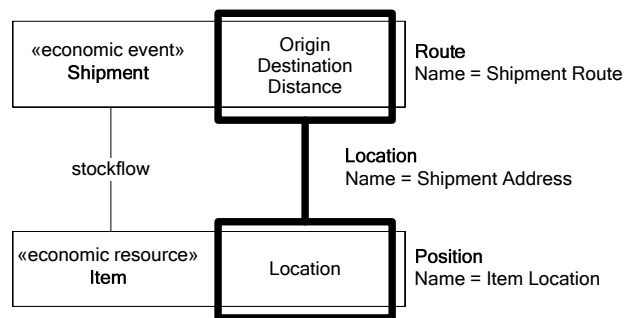 «economic event»
Shipment
Origin
Destination
Distance
Route
Name = Shipment Route
stockflow
Location
Name = Shipment Address
«economic resource»
Item
Location
Position
Name = Item Location